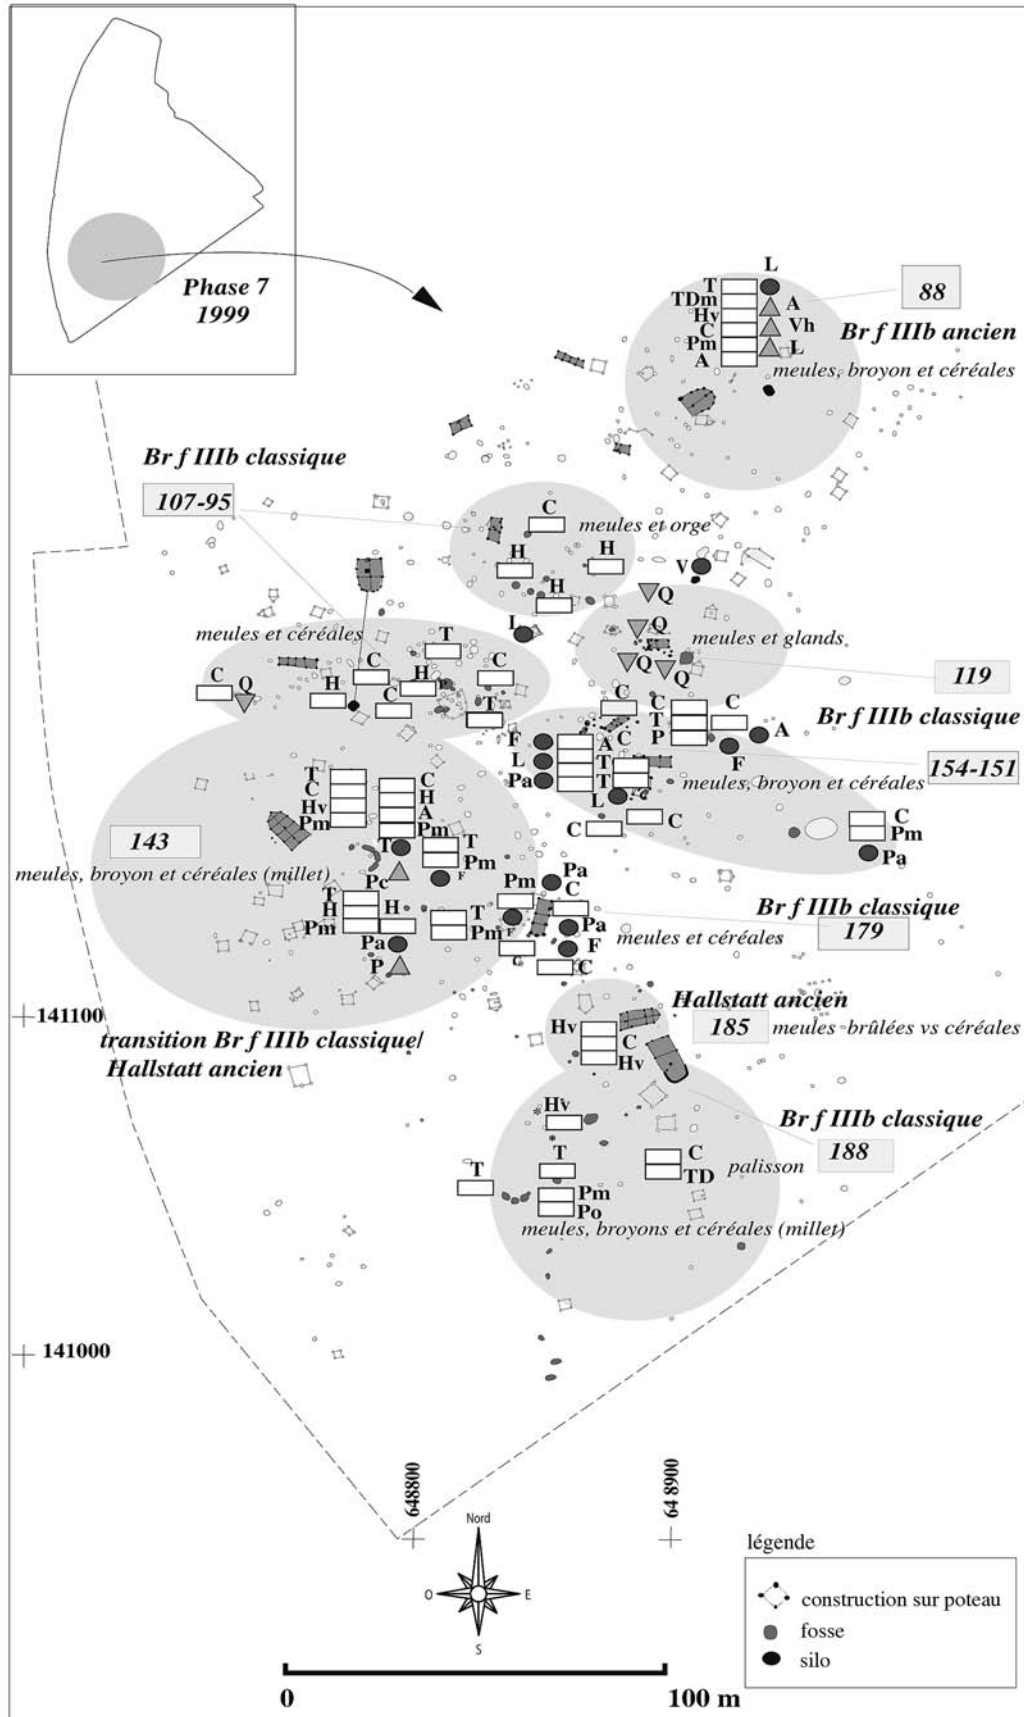 Phase 7
1999
L
T
TDm
Hv
C
Pm
A
A
Vh
L
88
Br f IIIb ancien
meules, broyon et céréales
Br f IIIb classique
107-95
C
meules et orge
H
H
H
V
L
Q
Q
Q
Q
meules et glands
119
Br f IIIb classique
meules et céréales
T
C
Q
H
C
C
H
P
C
T
C
C
C
T
P
C
A
F
154-151
meules, broyon et céréales
F
L
Pa
A
T
T
L
C
C
C
Pm
Pa
T
C
Hv
Pm
C
H
A
Pm
T
Pc
T
Pm
F
143
meules, broyon et céréales (millet)
T
H
Pm
H
Pa
P
T
Pm
Pm
F
C
Pa
C
Pa
F
C
Br f IIIb classique
179
meules et céréales
Hallstatt ancien
185
meules brûlées vs céréales
Hv
C
Hv
141100
transition Br f IIIb classique/
Hallstatt ancien
Br f IIIb classique
188
Hv
T
T
C
TD
palisson
Pm
Po
meules, broyons et céréales (millet)
141000
648800
64 8900
Nord
O
E
S
0
100 m
légende
construction sur poteau
fosse
silo